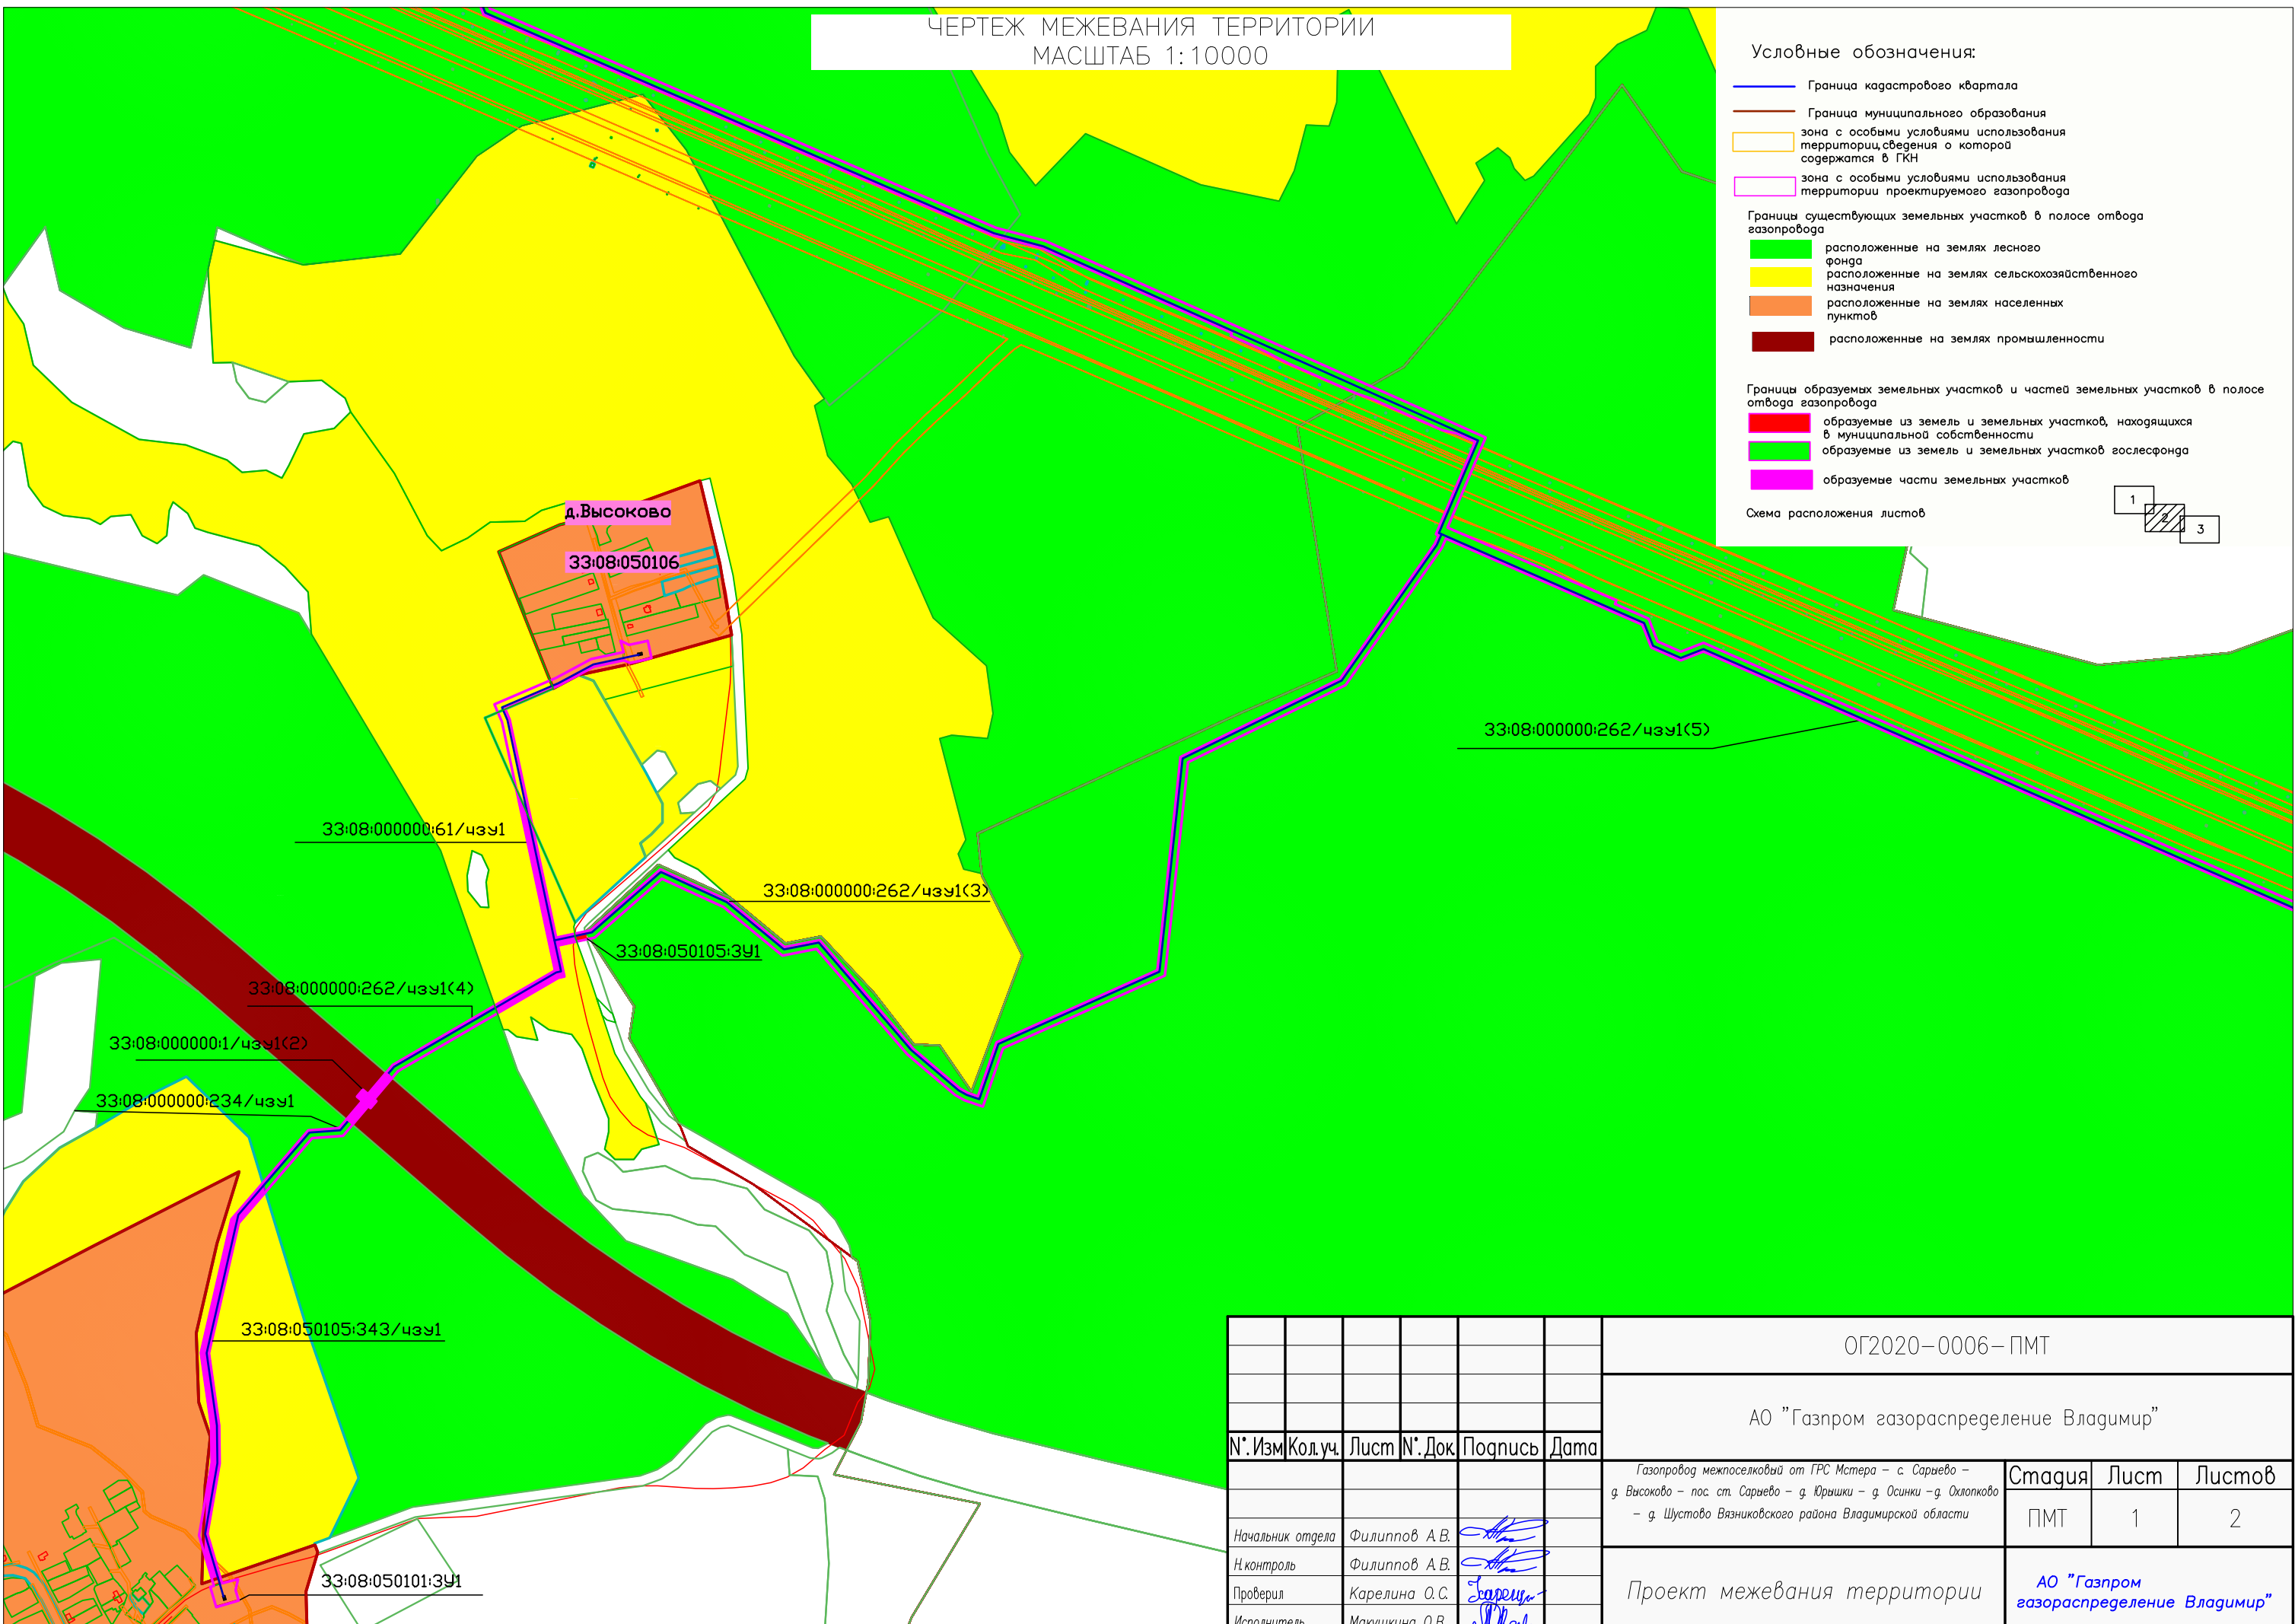 ЧЕРТЕЖ МЕЖЕВАНИЯ ТЕРРИТОРИИ
МАСШТАБ 1:10000
Условные обозначения:
Граница кадастрового квартала
Граница муниципального образования
зона с особыми условиями использования
территории,сведения о которой
содержатся в ГКН
зона с особыми условиями использования
территории проектируемого газопровода
Границы существующих земельных участков в полосе отвода
газопровода
расположенные на землях лесного
фонда
расположенные на землях сельскохозяйственного
назначения
расположенные на землях населенных
пунктов
расположенные на землях промышленности
Границы образуемых земельных участков и частей земельных участков в полосе
отвода газопровода
образуемые из земель и земельных участков, находящихся
в муниципальной собственности
образуемые из земель и земельных участков гослесфонда
образуемые части земельных участков
Схема расположения листов
1
2
3
д.Высоково
33:08:050106
33:08:000000:262/чзу1(5)
33:08:000000:61/чзу1
33:08:000000:262/чзу1(3)
33:08:050105:ЗУ1
33:08:000000:262/чзу1(4)
33:08:000000:1/чзу1(2)
33:08:000000:234/чзу1
33:08:050105:343/чзу1
33:08:050101:ЗУ1
ОГ2020-0006-ПМТ
АО "Газпром газораспределение Владимир"
N°. Изм Кол.уч. Лист N°. Док. Подпись Дата
Газопровод межпоселковый от ГРС Мстера - с. Сарыево -
д. Высоково - пос. ст. Сарыево - д. Юрышки - д. Осинки -д. Охлопково
- д. Шустово Вязниковского района Владимирской области
Стадия Лист Листов
ПМТ 1 2
Начальник отдела Филиппов А.В.
Н.контроль Филиппов А.В.
Проверил Карелина О.С.
Исполнитель Макушкина О.В.
Проект межевания территории
АО "Газпром
газораспределение Владимир"